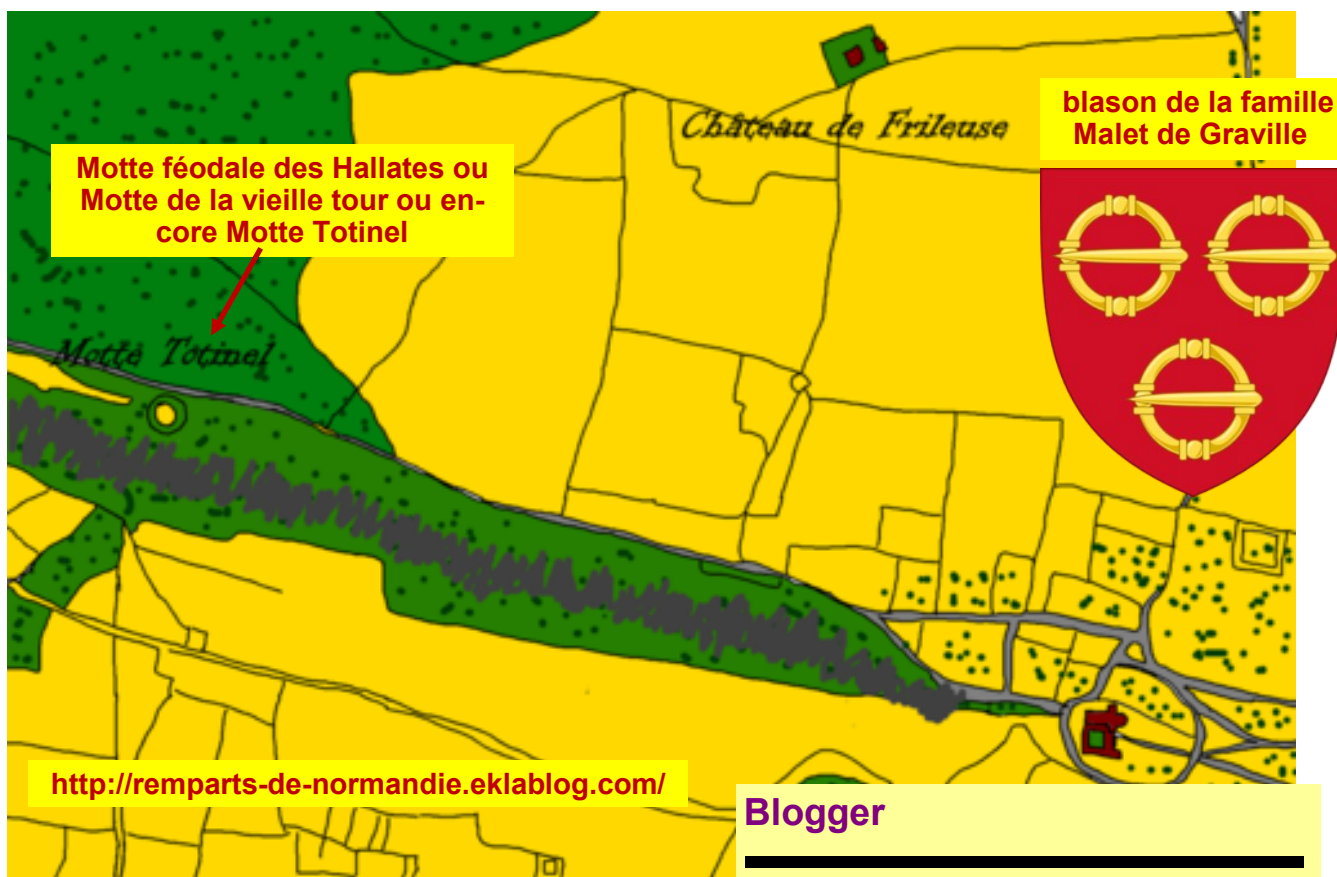 blason de la famille
Malet de Graville
Château de Frileuse
Motte féodale des Hallates ou
Motte de la vieille tour ou en-
core Motte Totinel
Motte Totinel
http://remparts-de-normandie.eklablog.com/
Blogger